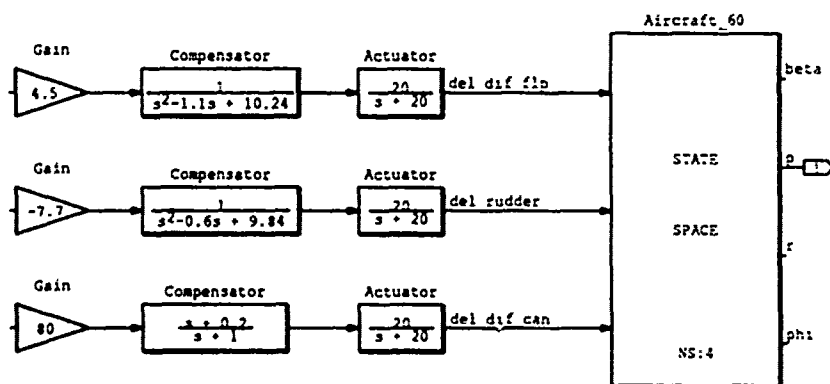 Aircraft_60
Gain Compensator Actuator
4.5
1
s²-1.1s + 10.24
20
s + 20
del dif flp
beta
STATE
p
1
Gain Compensator Actuator
-7.7
1
s²-0.6s + 9.84
20
s + 20
del rudder
SPACE
r
Gain Compensator Actuator
80
s + 0.2
s + 1
20
s + 20
del dif can
phi
NS:4